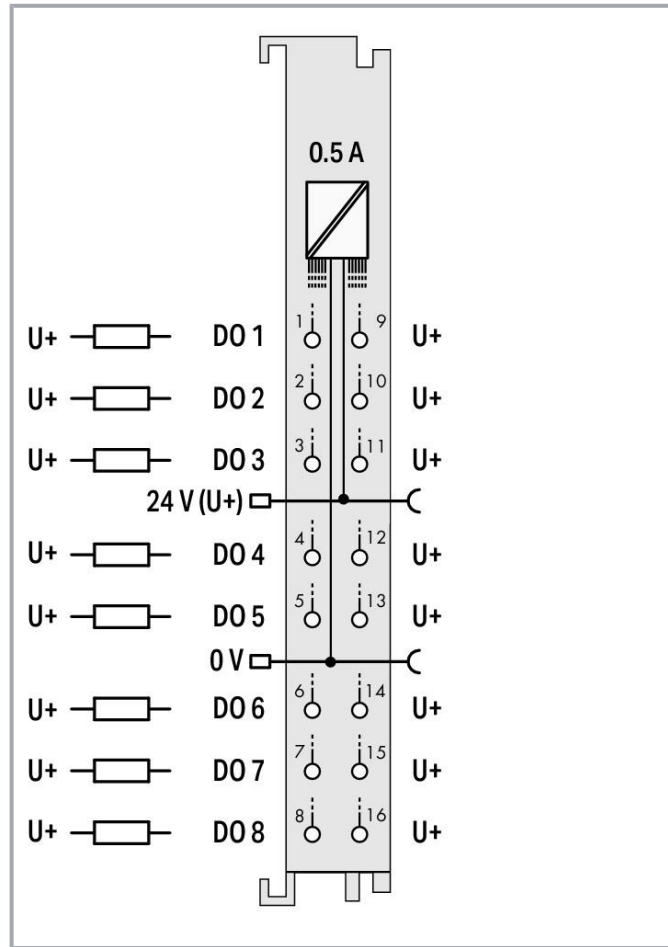 0.5 A
U+ DO 1 1 9 U+
U+ DO 2 2 10 U+
U+ DO 3 3 11 U+
24 V (U+)
U+ DO 4 4 12 U+
U+ DO 5 5 13 U+
0 V
U+ DO 6 6 14 U+
U+ DO 7 7 15 U+
U+ DO 8 8 16 U+